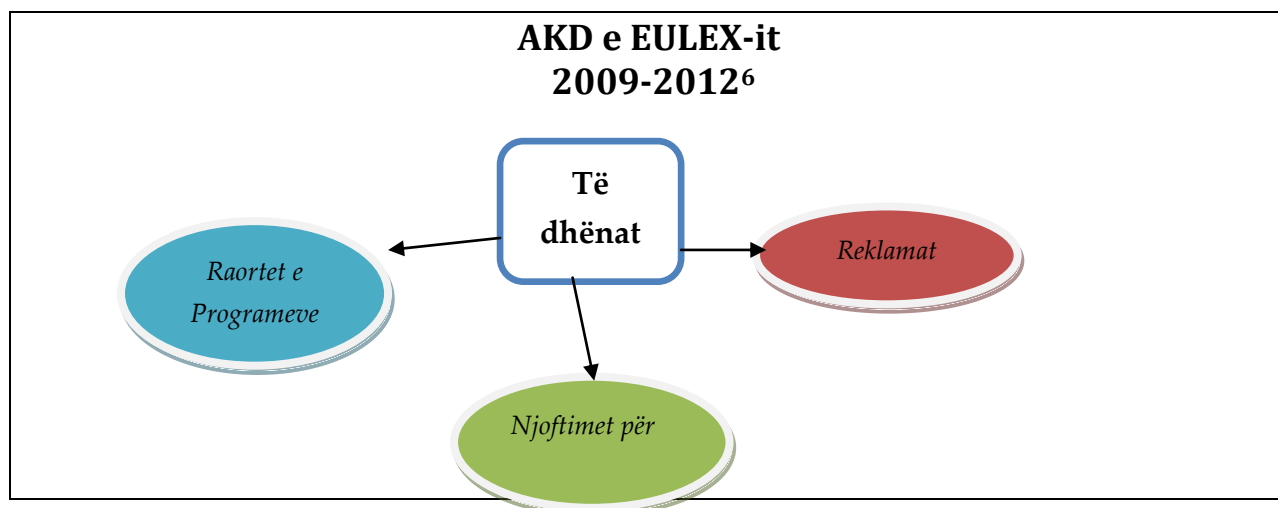 AKD e EULEX-it
2009-2012⁶
Të
dhënat
Raortet e
Programeve
Reklamat
Njoftimet për